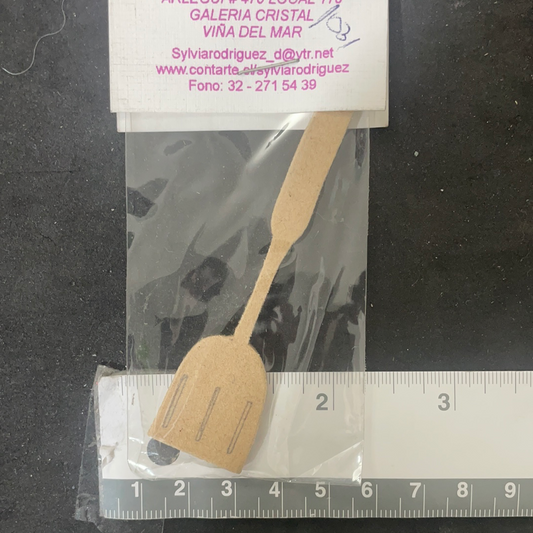 GALERIA CRISTAL
VIÑA DEL MAR
Sylviarodriguez_d@vtr.net
www.contarte.cl/sylviarodriguez
Fono: 32 - 271 54 39
2 3
1 2 3 4 5 6 7 8 9